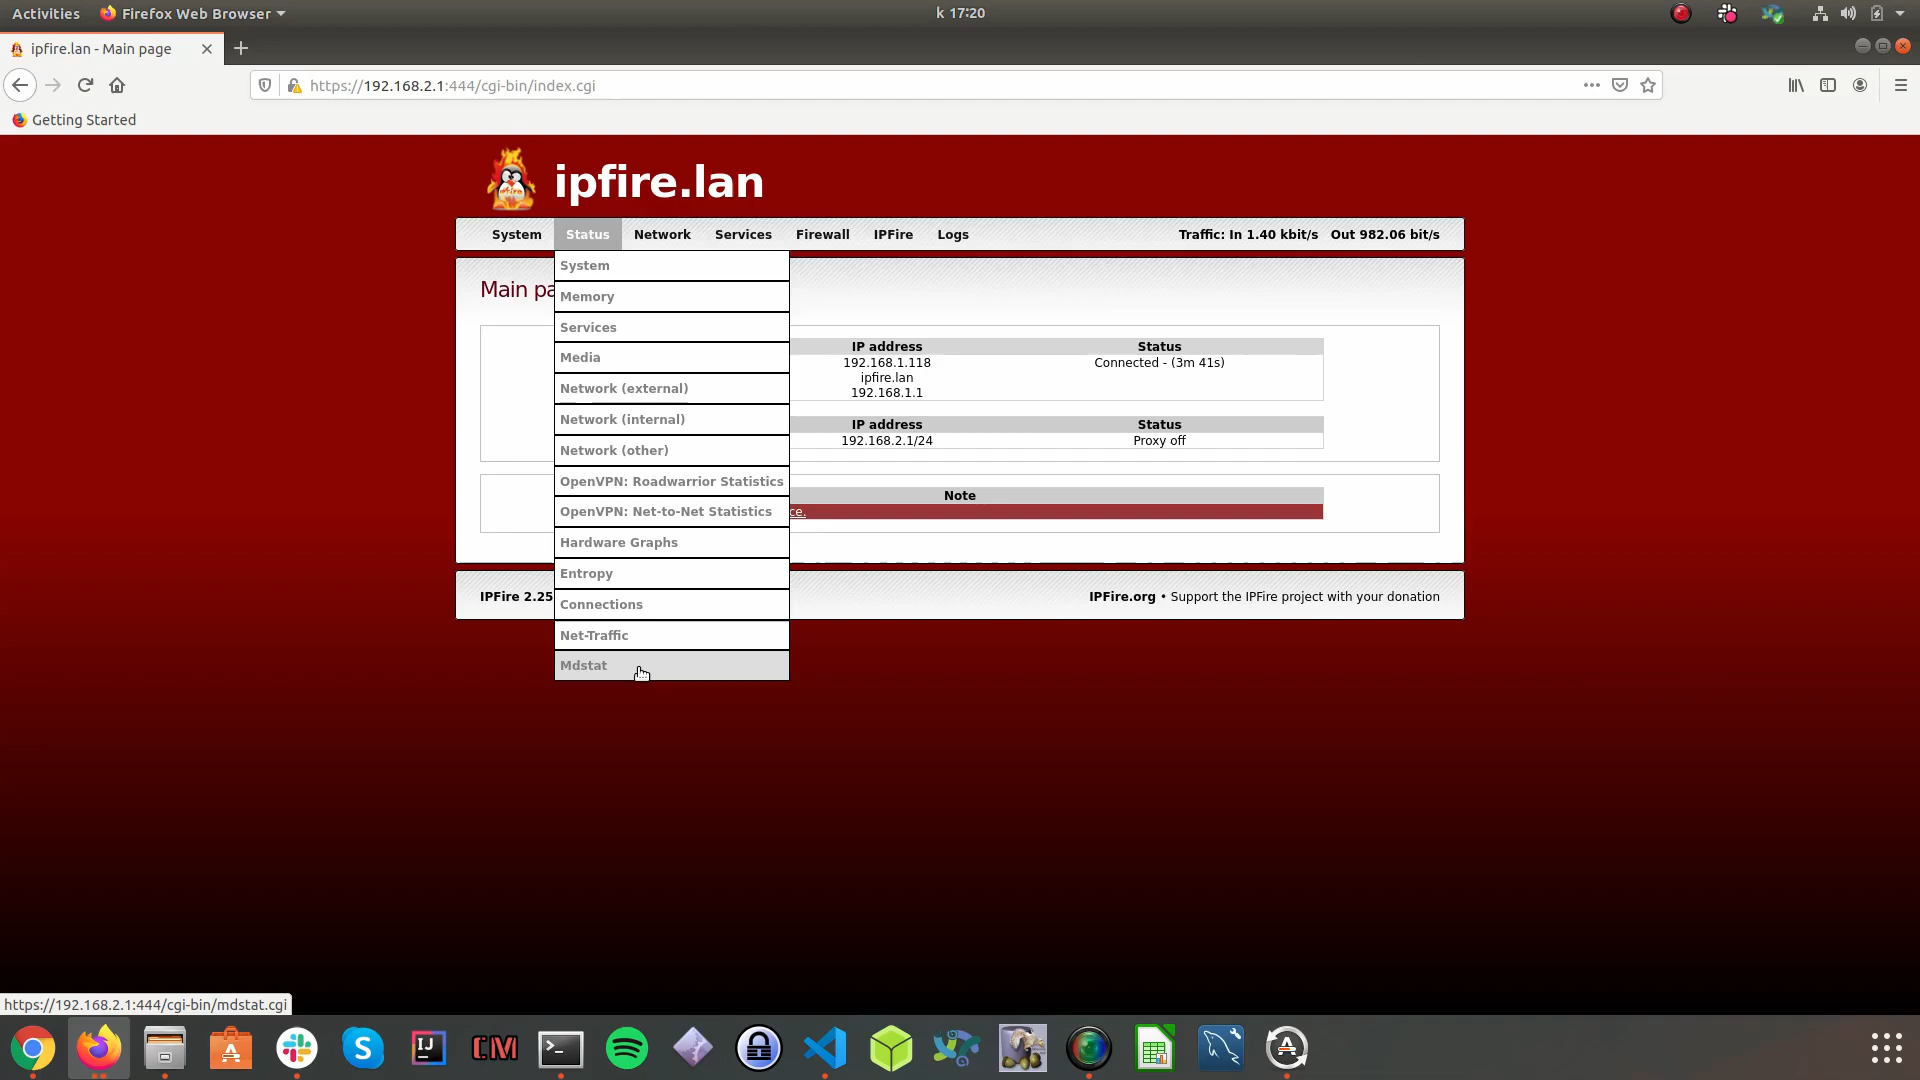 Activities
Firefox Web Browser
k 17:20
ipfire.lan - Main page
https://192.168.2.1:444/cgi-bin/index.cgi
Getting Started
ipfire.lan
System Status Network Services Firewall IPFire Logs Traffic: In 1.40 kbit/s Out 982.06 bit/s
System
Memory
Services
Media
Network (external)
Network (internal)
Network (other)
OpenVPN: Roadwarrior Statistics
OpenVPN: Net-to-Net Statistics
Hardware Graphs
Entropy
Connections
Net-Traffic
Mdstat
Main pa
IP address Status
192.168.1.118 Connected - (3m 41s)
ipfire.lan
192.168.1.1
IP address Status
192.168.2.1/24 Proxy off
Note
ce.
IPFire 2.25
IPFire.org • Support the IPFire project with your donation
https://192.168.2.1:444/cgi-bin/mdstat.cgi
S
IJ
CM